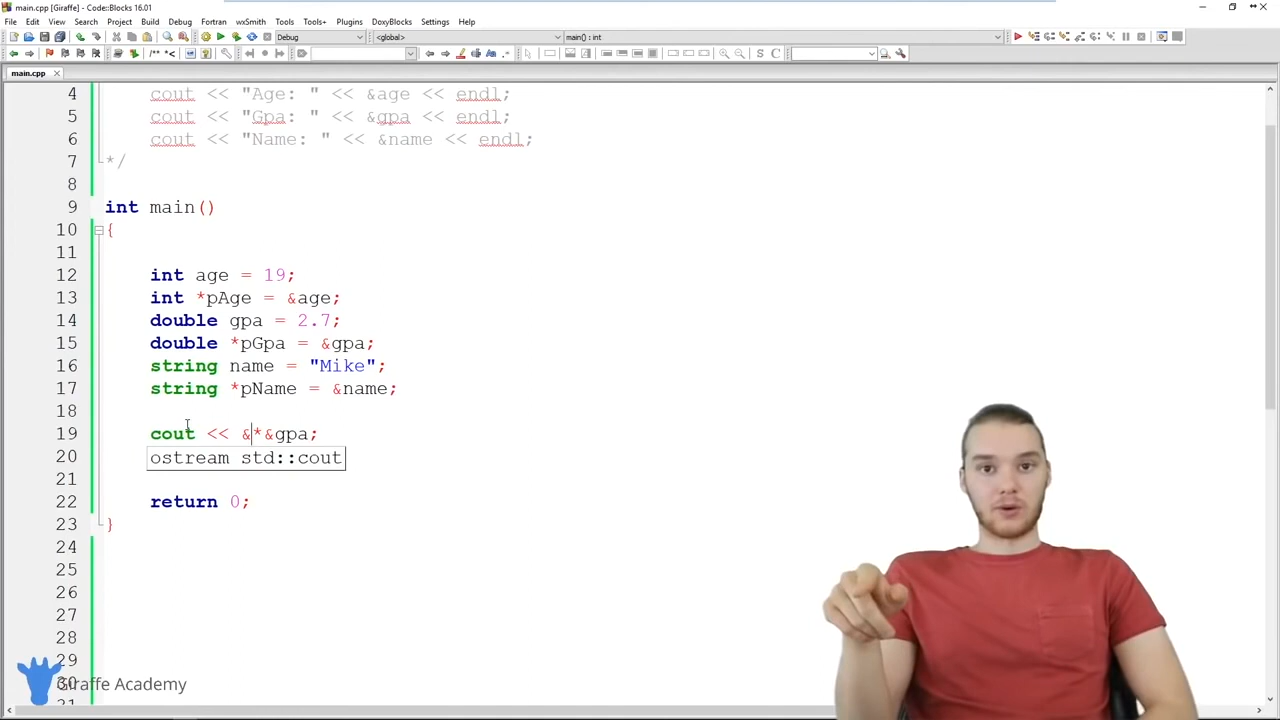 main.cpp [Giraffe] - Code::Blocks 16.01
File Edit View Search Project Build Debug Fortran wxSmith Tools Tools+ Plugins DoxyBlocks Settings Help
Debug <global> main() : int
/** *<
S C
main.cpp
4 cout << "Age: " << &age << endl;
5 cout << "Gpa: " << &gpa << endl;
6 cout << "Name: " << &name << endl;
7 */
8
9 int main()
10 {
11
12 int age = 19;
13 int *pAge = &age;
14 double gpa = 2.7;
15 double *pGpa = &gpa;
16 string name = "Mike";
17 string *pName = &name;
18
19 cout << &*&gpa;
20 ostream std::cout
21
22 return 0;
23 }
24
25
26
27
28
29
30
Giraffe Academy